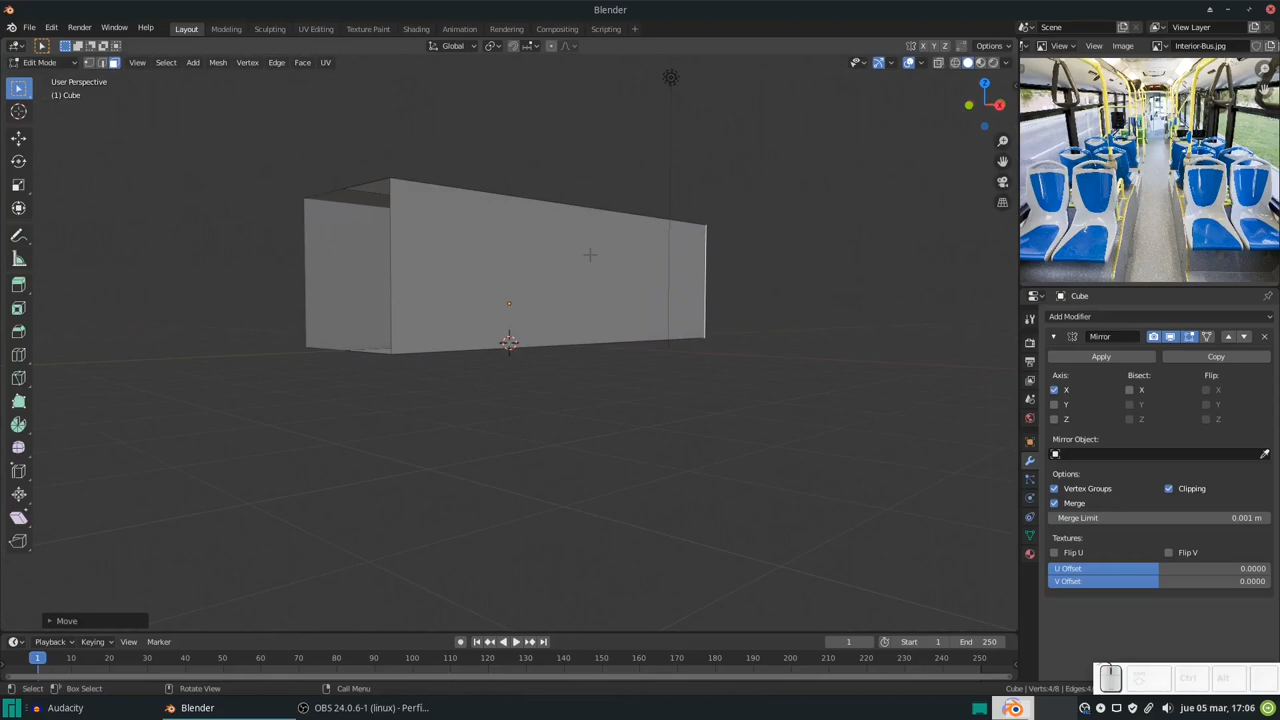 Blender
File Edit Render Window Help
Layout Modeling Sculpting UV Editing Texture Paint Shading Animation Rendering Compositing Scripting +
Scene
View Layer
Edit Mode View Select Add Mesh Vertex Edge Face UV
Global
X Y Z
Options
View View Image Interior-Bus.jpg
User Perspective
(1) Cube
Z
X
Cube
Add Modifier
Mirror
Apply Copy
Axis: Bisect: Flip:
X X X
Y Y Y
Z Z Z
Mirror Object:
Options:
Vertex Groups Clipping
Merge
Merge Limit 0.001 m
Textures:
Flip U Flip V
U Offset 0.0000
V Offset 0.0000
Move
Playback Keying View Marker
1 Start 1 End 250
1 10 20 30 40 50 60 70 80 90 100 110 120 130 140 150 160 170 180 190 200 210 220 230 240 250
Select Box Select Rotate View Call Menu
Cube | Verts:4/8 | Edges:4
Ctrl Alt
Audacity Blender OBS 24.0.6-1 (linux) - Perfi...
jue 05 mar, 17:06